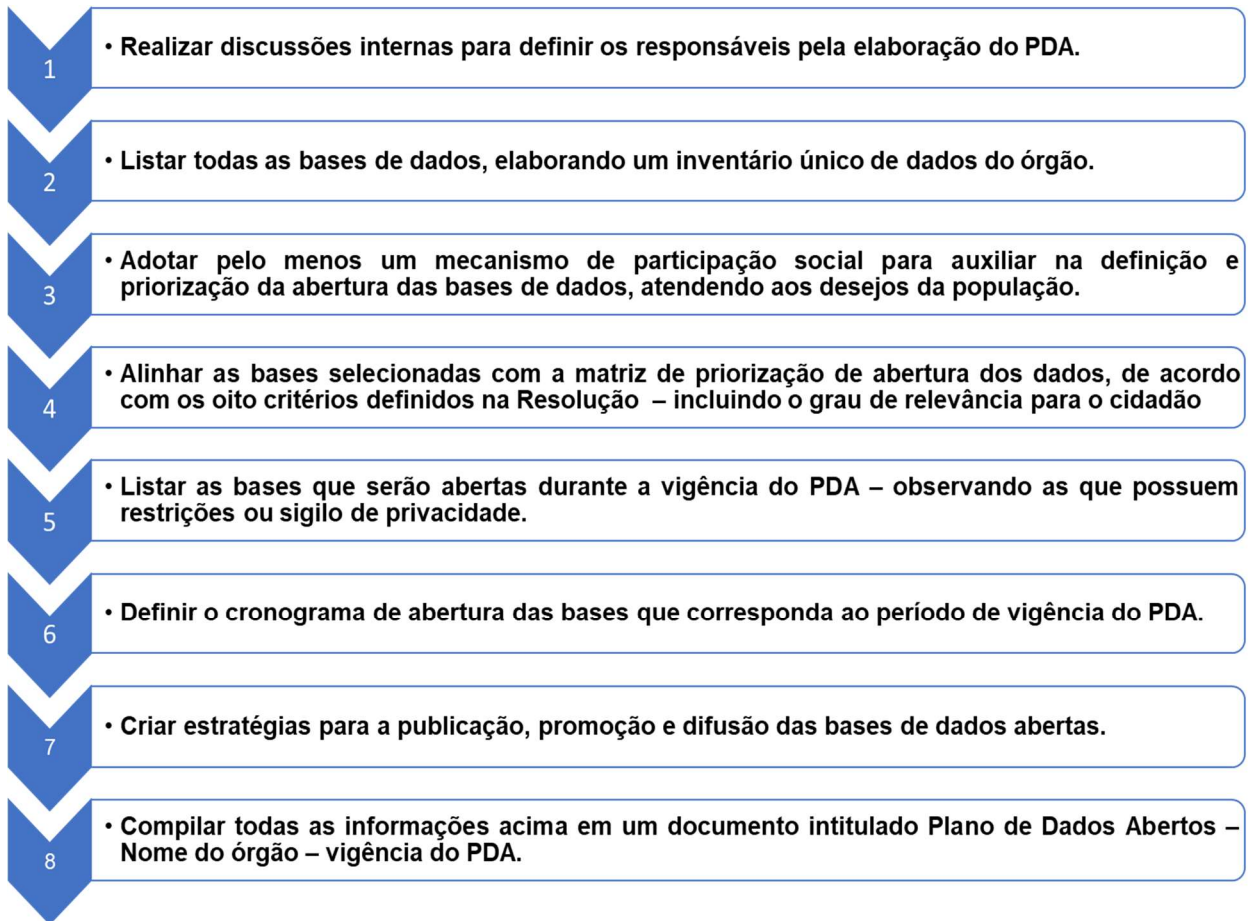 1
• Realizar discussões internas para definir os responsáveis pela elaboração do PDA.
2
• Listar todas as bases de dados, elaborando um inventário único de dados do órgão.
3
• Adotar pelo menos um mecanismo de participação social para auxiliar na definição e
priorização da abertura das bases de dados, atendendo aos desejos da população.
4
• Alinhar as bases selecionadas com a matriz de priorização de abertura dos dados, de acordo
com os oito critérios definidos na Resolução – incluindo o grau de relevância para o cidadão
5
• Listar as bases que serão abertas durante a vigência do PDA – observando as que possuem
restrições ou sigilo de privacidade.
6
• Definir o cronograma de abertura das bases que corresponda ao período de vigência do PDA.
7
• Criar estratégias para a publicação, promoção e difusão das bases de dados abertas.
8
• Compilar todas as informações acima em um documento intitulado Plano de Dados Abertos –
Nome do órgão – vigência do PDA.